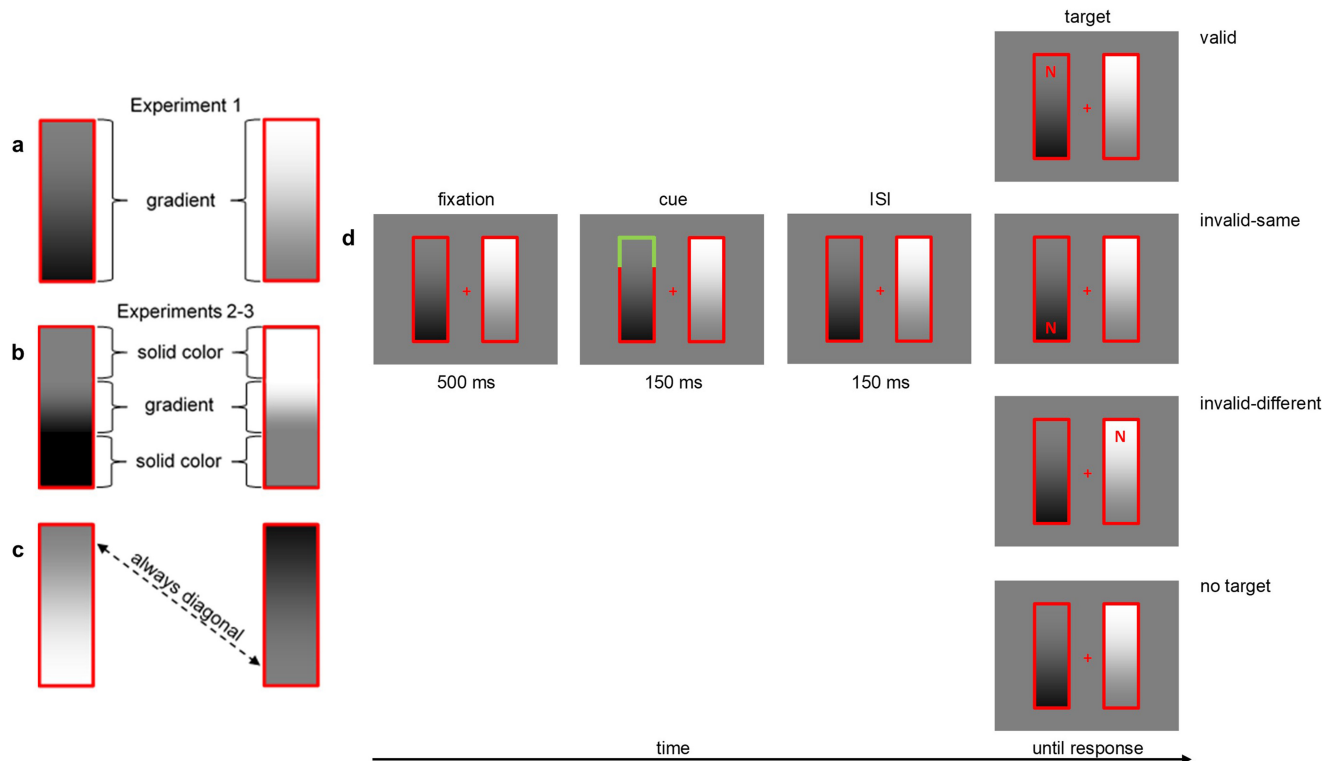 a
Experiment 1
gradient
b
Experiments 2-3
solid color
gradient
solid color
c
always diagonal
d
fixation
cue
ISI
target
+
+
+
500 ms
150 ms
150 ms
N
+
valid
+
N
invalid-same
N
+
invalid-different
+
no target
time
until response